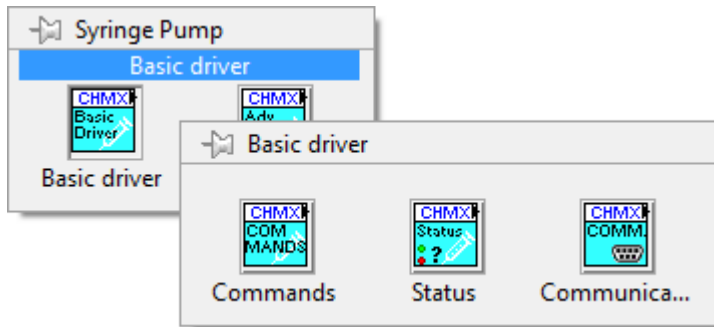 Syringe Pump
Basic driver
CHMX
Basic
Driver
CHMX
Adv
Basic driver
Basic driver
CHMX
COM
MANDS
CHMX
Status
?
CHMX
COMM.
Commands
Status
Communica...